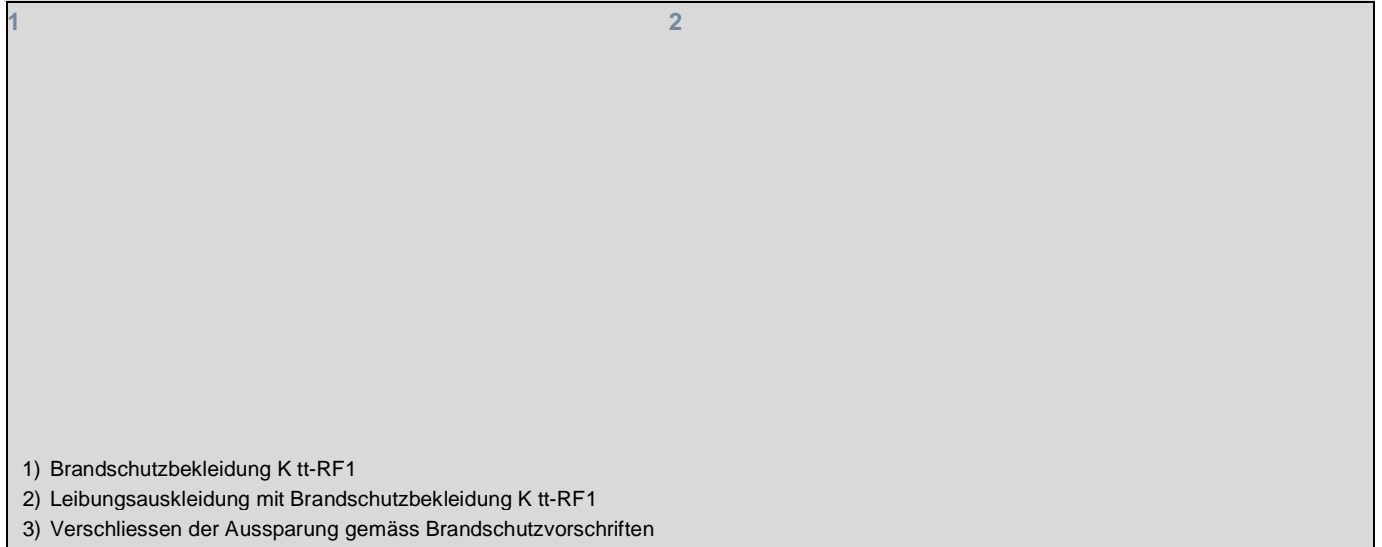 1 2
1) Brandschutzbekleidung K tt-RF1
2) Leibungsauskleidung mit Brandschutzbekleidung K tt-RF1
3) Verschliessen der Aussparung gemäss Brandschutzvorschriften